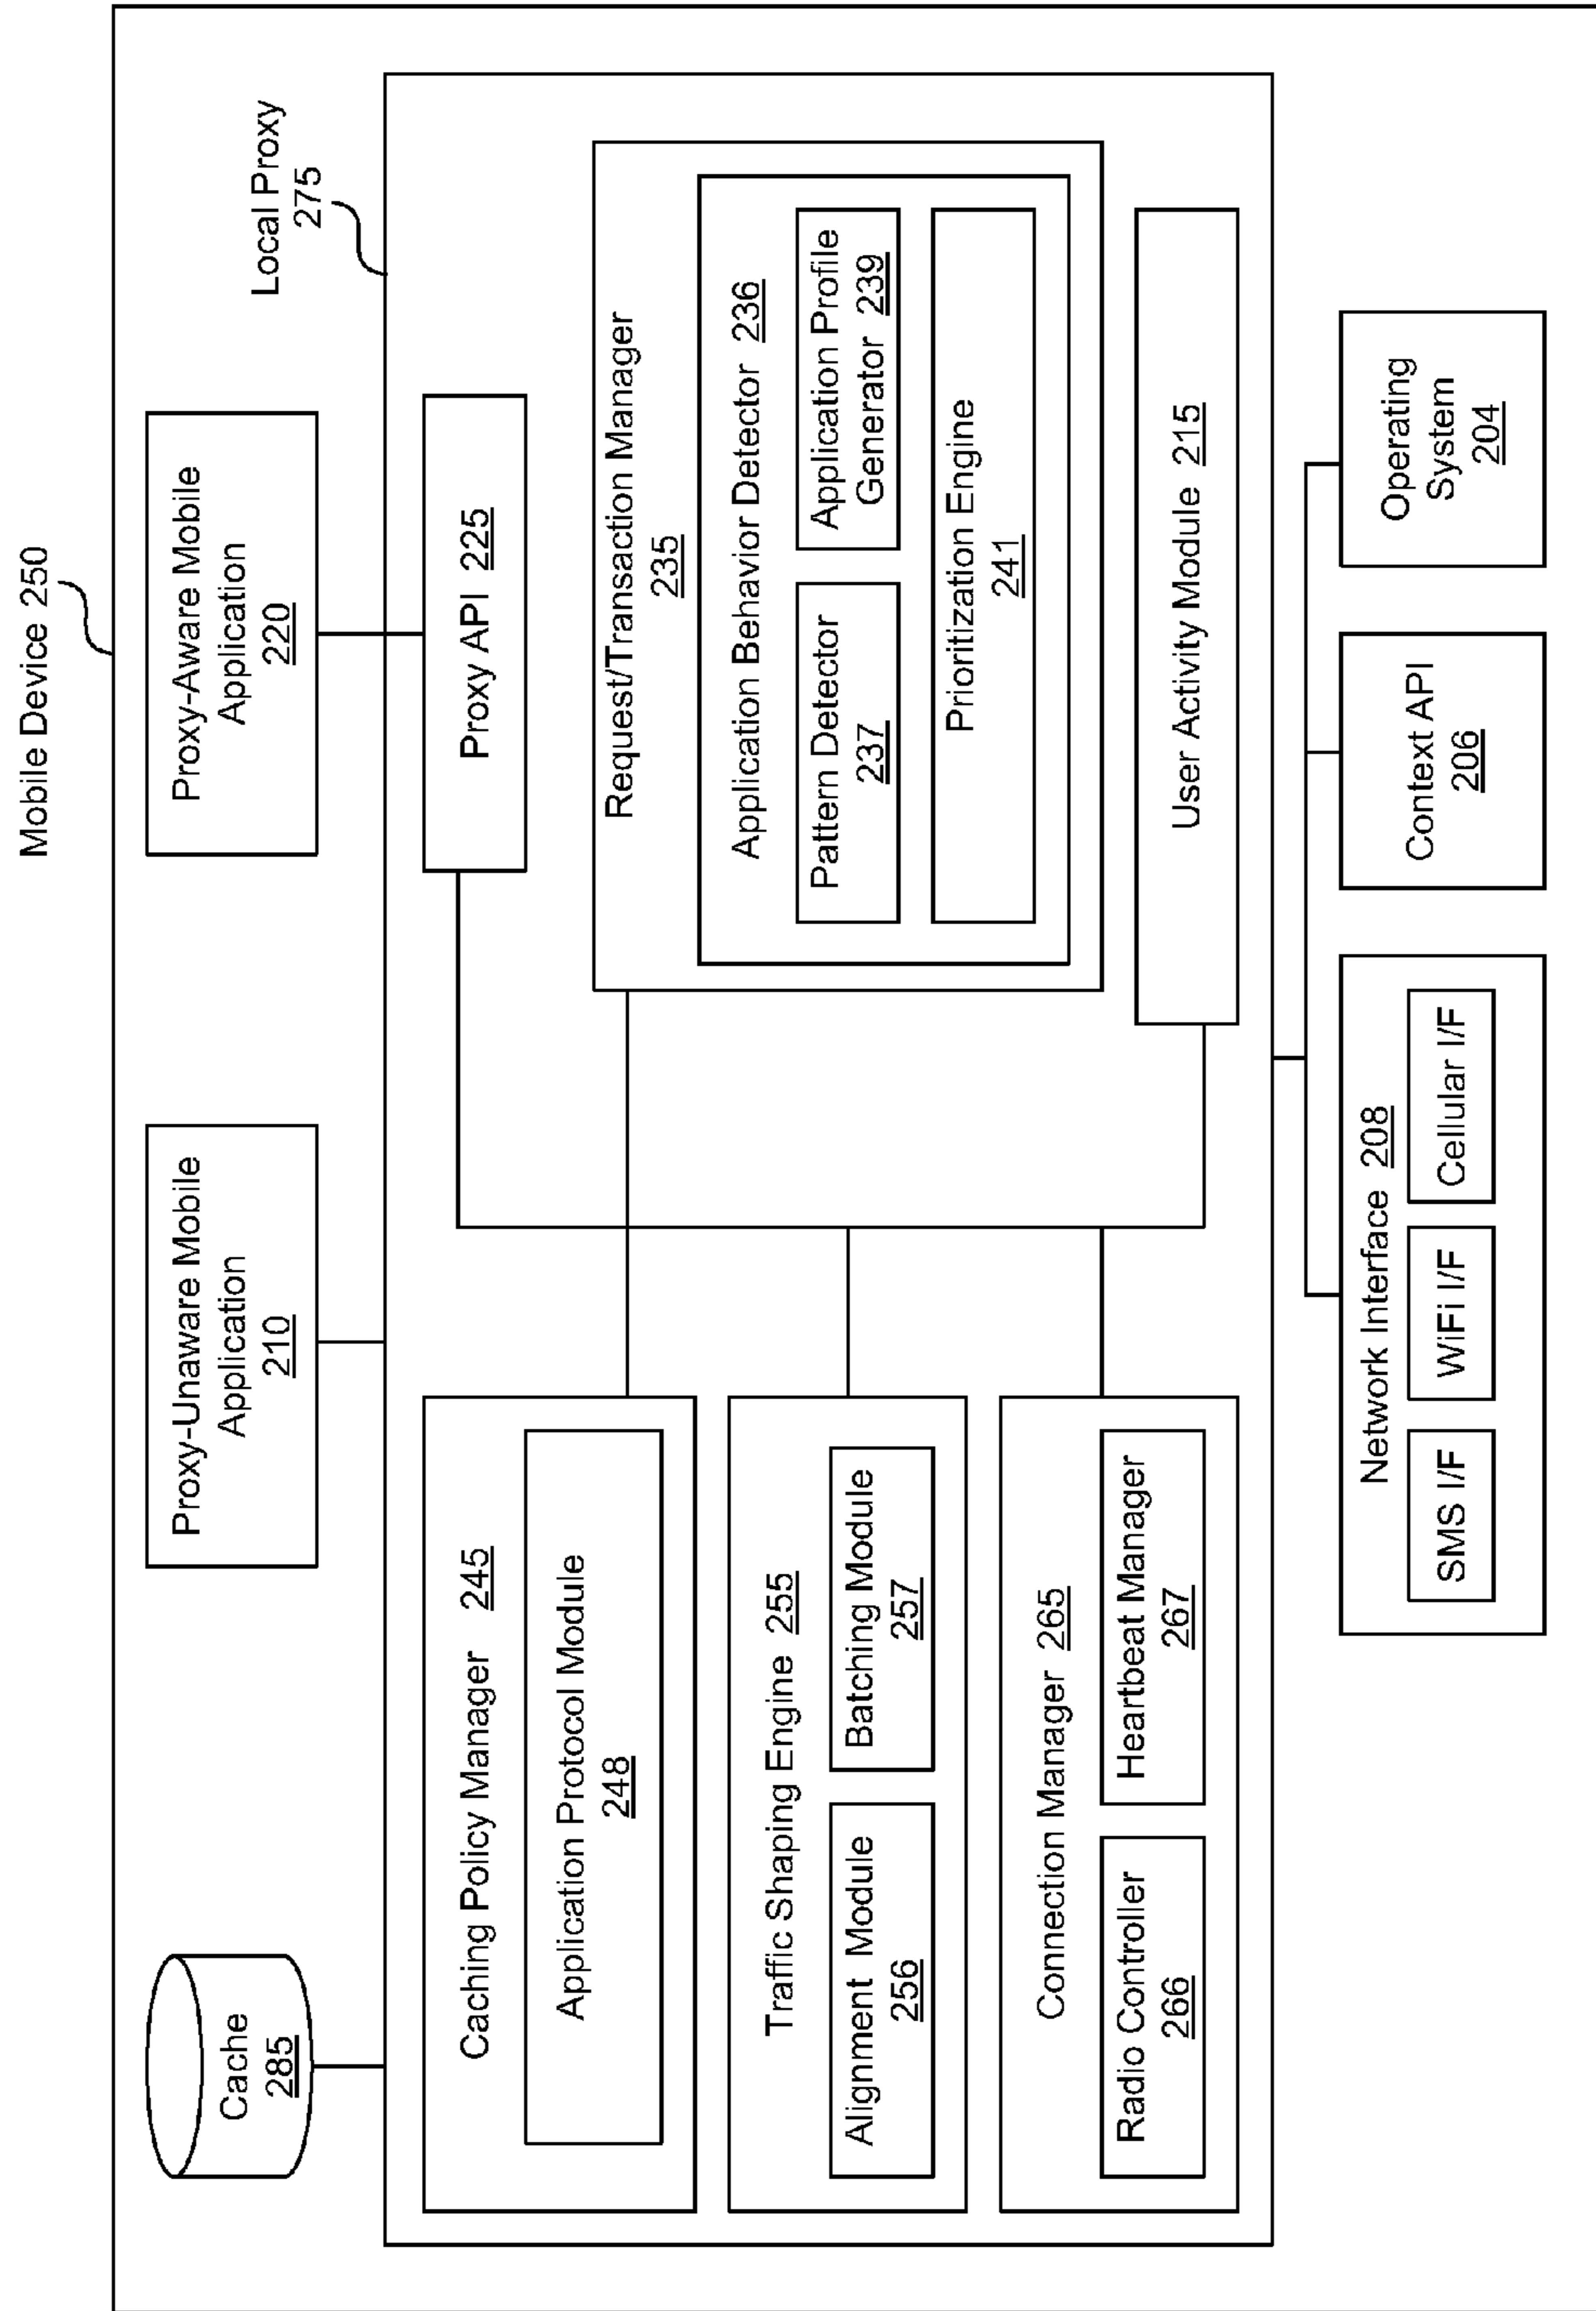 Mobile Device 250
Cache
285
Proxy-Unaware Mobile
Application
210
Proxy-Aware Mobile
Application
220
Local Proxy
275
Caching Policy Manager 245
Application Protocol Module
248
Traffic Shaping Engine 255
Alignment Module
256
Batching Module
257
Connection Manager 265
Radio Controller
266
Heartbeat Manager
267
Proxy API 225
Request/Transaction Manager
235
Application Behavior Detector 236
Pattern Detector
237
Application Profile
Generator 239
Prioritization Engine
241
User Activity Module 215
Network Interface 208
SMS I/F
WiFi I/F
Cellular I/F
Context API
206
Operating
System
204